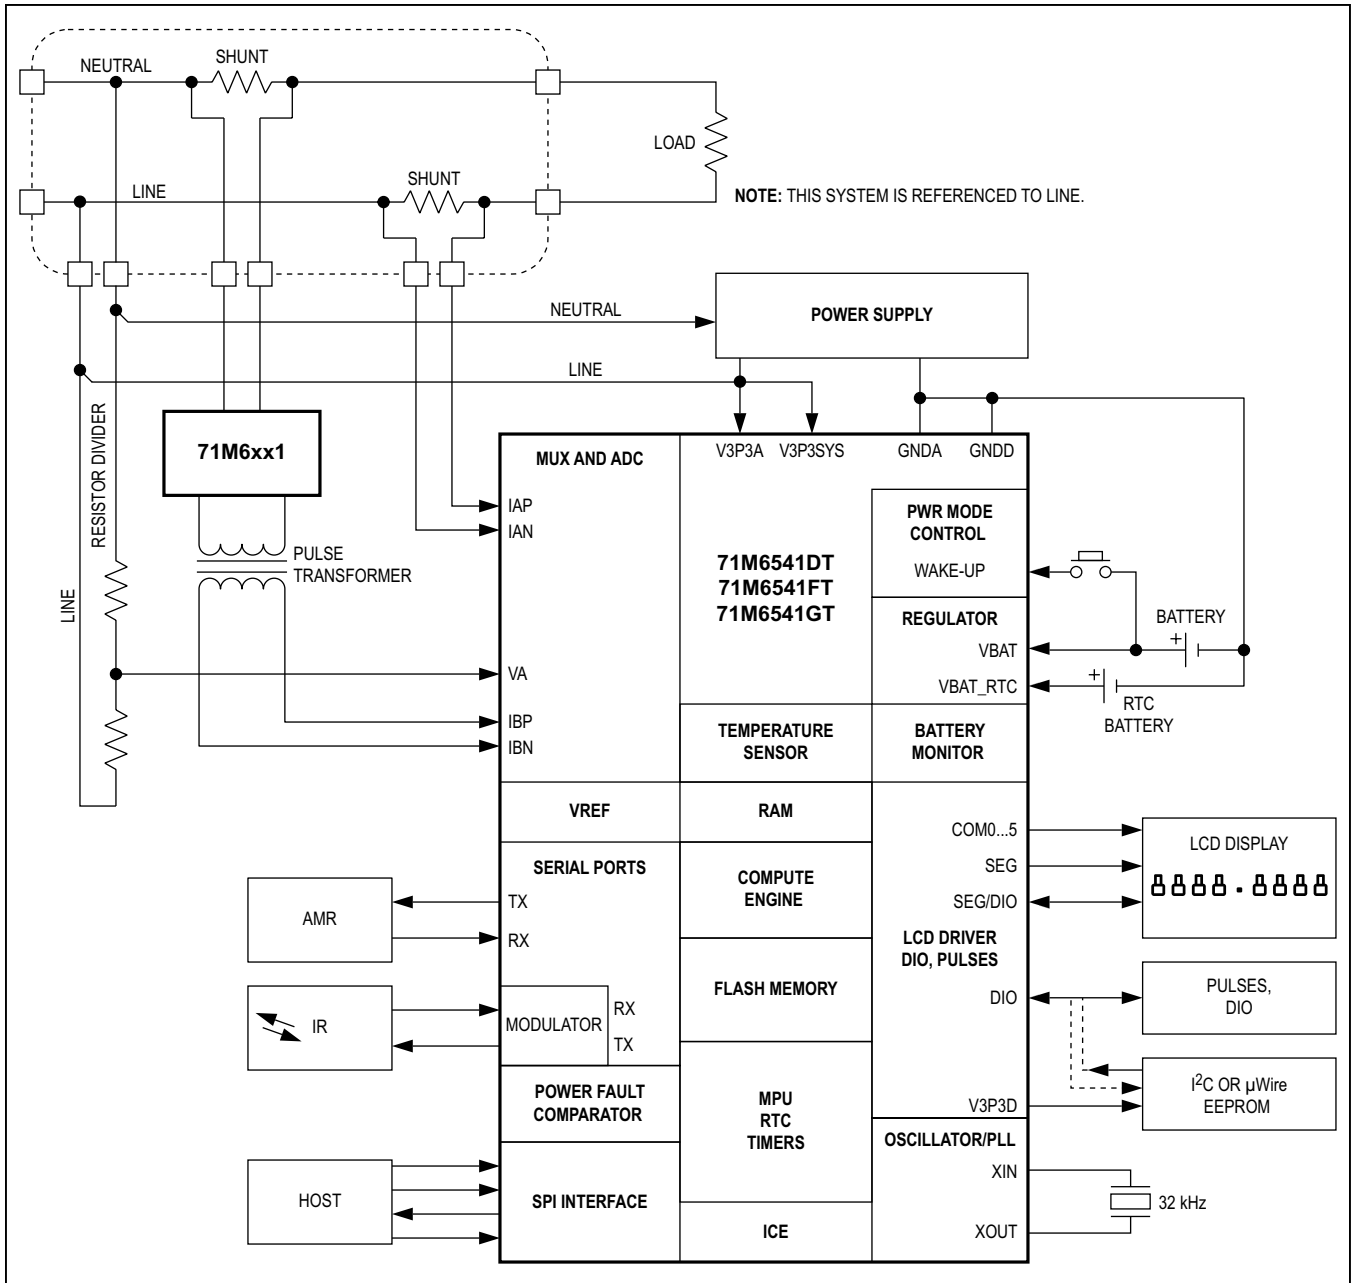 SHUNT
NEUTRAL
LOAD
SHUNT
LINE
NOTE: THIS SYSTEM IS REFERENCED TO LINE.
NEUTRAL
POWER SUPPLY
LINE
RESISTOR DIVIDER
LINE
71M6xx1
PULSE
TRANSFORMER
MUX AND ADC
IAP
IAN
VA
IBP
IBN
V3P3A
V3P3SYS
GNDA
GNDD
71M6541DT
71M6541FT
71M6541GT
PWR MODE
CONTROL
WAKE-UP
REGULATOR
VBAT
VBAT_RTC
+
BATTERY
+
RTC
BATTERY
TEMPERATURE
SENSOR
BATTERY
MONITOR
VREF
RAM
SERIAL PORTS
TX
RX
AMR
COMPUTE
ENGINE
COM0...5
SEG
SEG/DIO
LCD DRIVER
DIO, PULSES
LCD DISPLAY
8888.8888
IR
MODULATOR
RX
TX
FLASH MEMORY
DIO
PULSES,
DIO
POWER FAULT
COMPARATOR
MPU
RTC
TIMERS
V3P3D
I²C OR µWire
EEPROM
HOST
SPI INTERFACE
ICE
OSCILLATOR/PLL
XIN
XOUT
32 kHz